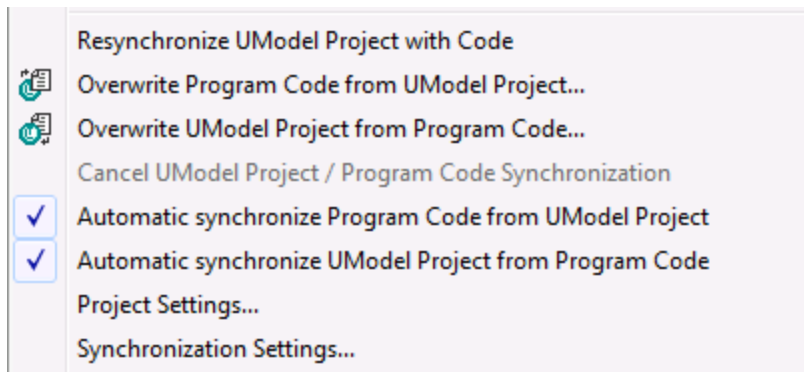 Resynchronize UModel Project with Code
Overwrite Program Code from UModel Project...
Overwrite UModel Project from Program Code...
Cancel UModel Project / Program Code Synchronization
Automatic synchronize Program Code from UModel Project
Automatic synchronize UModel Project from Program Code
Project Settings...
Synchronization Settings...